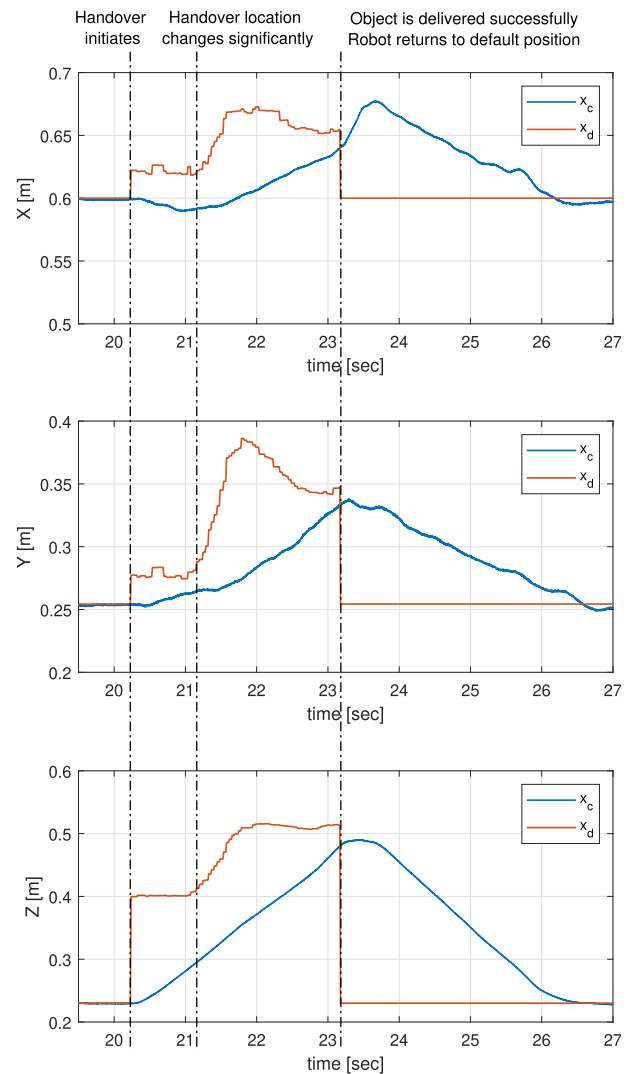 Handover
initiates
Handover location
changes significantly
Object is delivered successfully
Robot returns to default position
0.7
0.65
0.6
0.55
0.5
X [m]
x_c
x_d
20 21 22 23 24 25 26 27
time [sec]
0.4
0.35
0.3
0.25
0.2
Y [m]
x_c
x_d
20 21 22 23 24 25 26 27
time [sec]
0.6
0.5
0.4
0.3
0.2
Z [m]
x_c
x_d
20 21 22 23 24 25 26 27
time [sec]